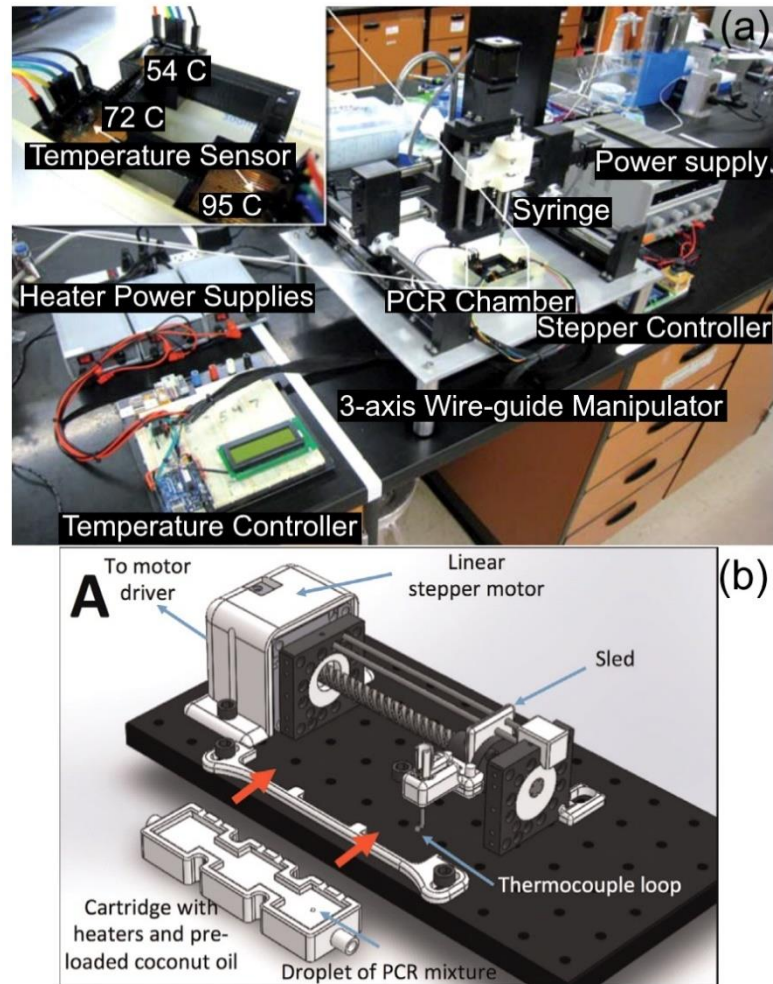 (a)
54 C
72 C
Temperature Sensor
95 C
Power supply
Syringe
Heater Power Supplies
PCR Chamber
Stepper Controller
3-axis Wire-guide Manipulator
Temperature Controller
(b)
A
To motor
driver
Linear
stepper motor
Sled
Thermocouple loop
Cartridge with
heaters and pre-
loaded coconut oil
Droplet of PCR mixture